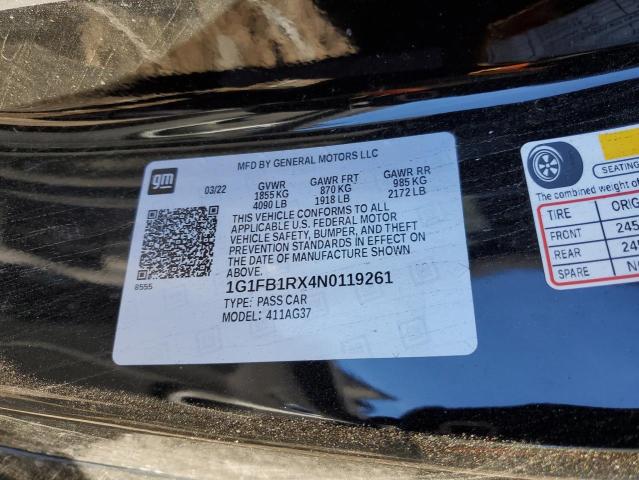 gm
MFD BY GENERAL MOTORS LLC
03/22
GVWR GAWR FRT GAWR RR
1855 KG 870 KG 985 KG
4090 LB 1918 LB 2172 LB
THIS VEHICLE CONFORMS TO ALL
APPLICABLE U.S. FEDERAL MOTOR
VEHICLE SAFETY, BUMPER, AND THEFT
PREVENTION STANDARDS IN EFFECT ON
THE DATE OF MANUFACTURE SHOWN
ABOVE.
8555
1G1FB1RX4N0119261
TYPE: PASS CAR
MODEL: 411AG37
SEATING
The combined weight of
TIRE ORIG
FRONT 245
REAR 24
SPARE N